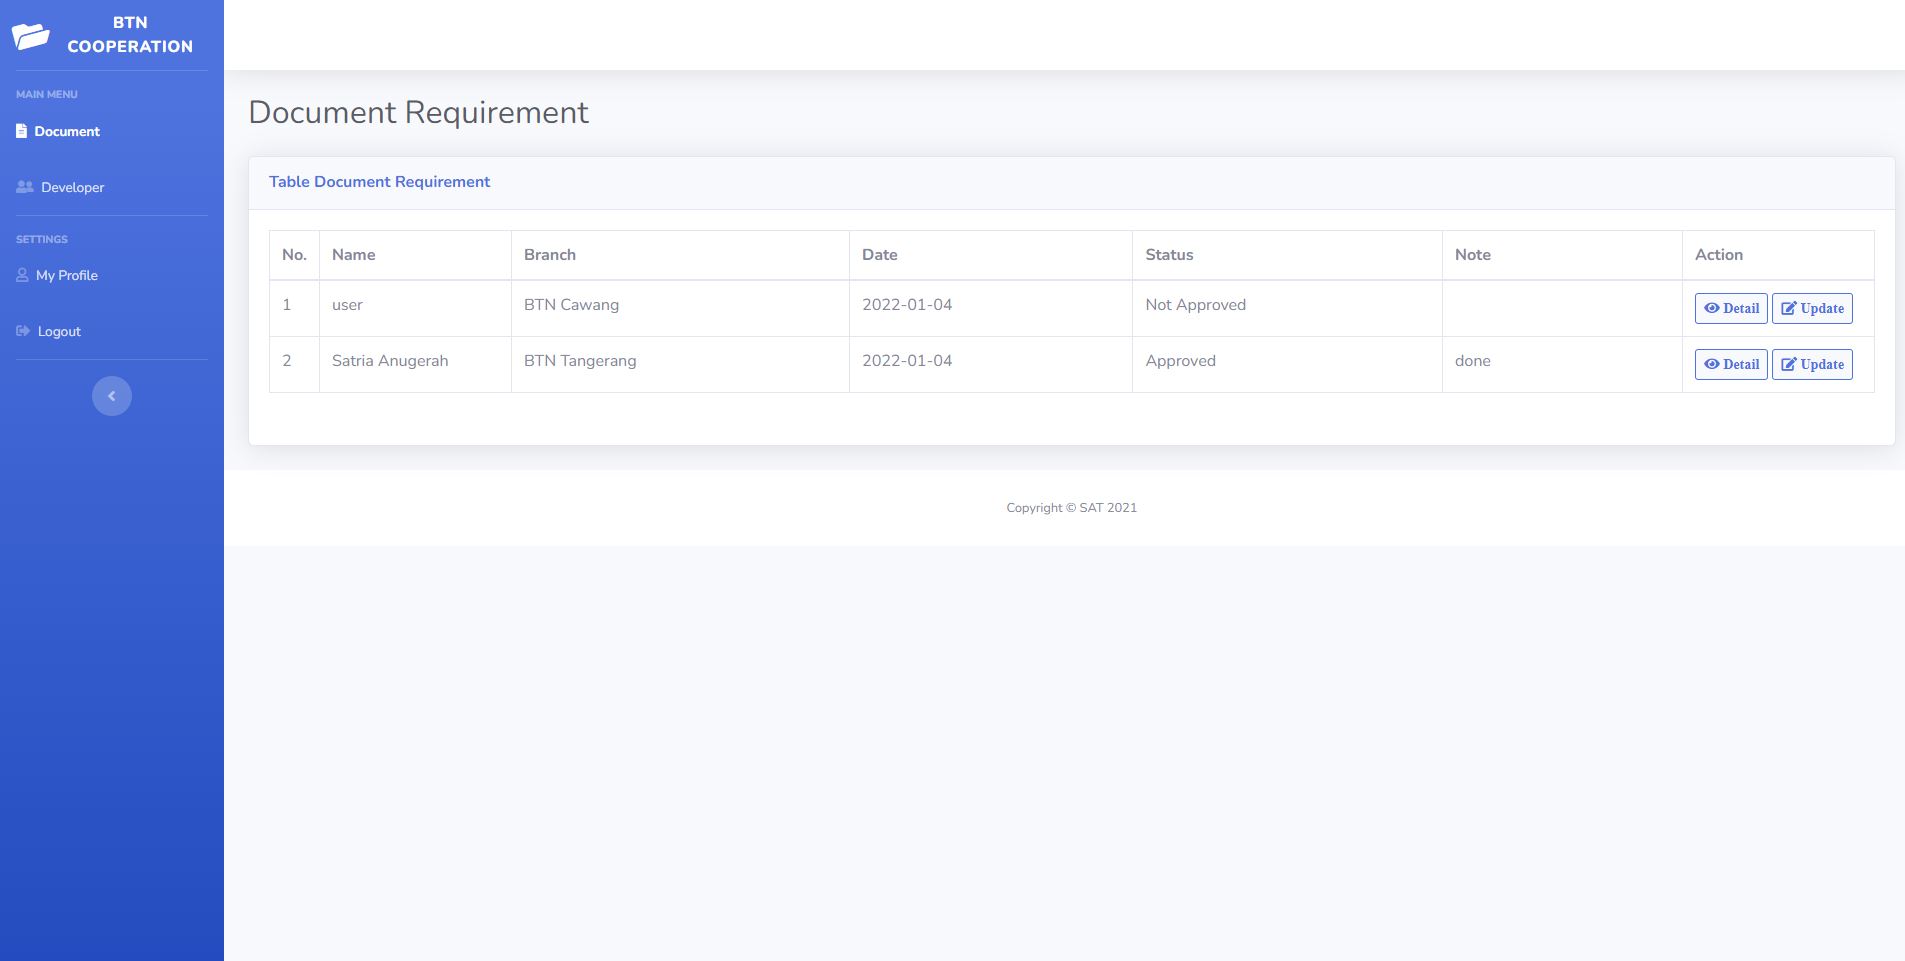 BTN
COOPERATION
MAIN MENU
Document
Developer
SETTINGS
My Profile
Logout
Document Requirement
Table Document Requirement
No. Name Branch Date Status Note Action
1 user BTN Cawang 2022-01-04 Not Approved Detail Update
2 Satria Anugerah BTN Tangerang 2022-01-04 Approved done Detail Update
Copyright © SAT 2021